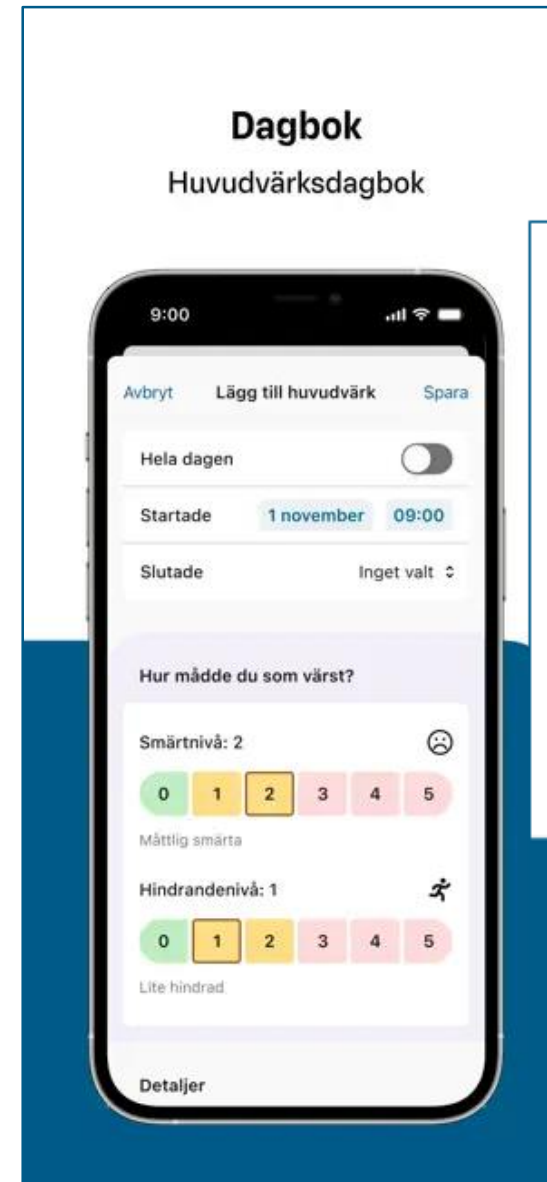 Dagbok
Huvudvärksdagbok
9:00
Avbryt Lägg till huvudvärk Spara
Hela dagen
Startade 1 november 09:00
Slutade Inget valt
Hur mådde du som värst?
Smärtnivå: 2
0 1 2 3 4 5
Måttlig smärta
Hindrandenivå: 1
0 1 2 3 4 5
Lite hindrad
Detaljer